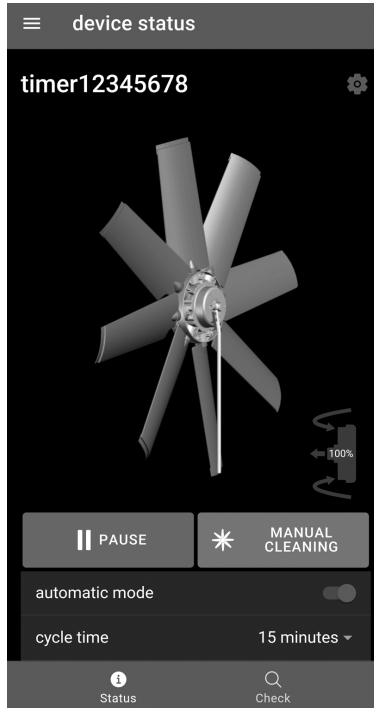 device status
timer12345678
100%
PAUSE
MANUAL
CLEANING
automatic mode
cycle time 15 minutes
Status Check